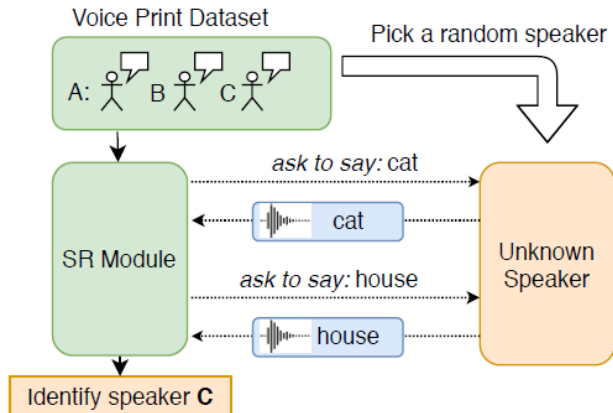 Voice Print Dataset
Pick a random speaker
A: B C
ask to say: cat
cat
SR Module
Unknown
Speaker
ask to say: house
house
Identify speaker C